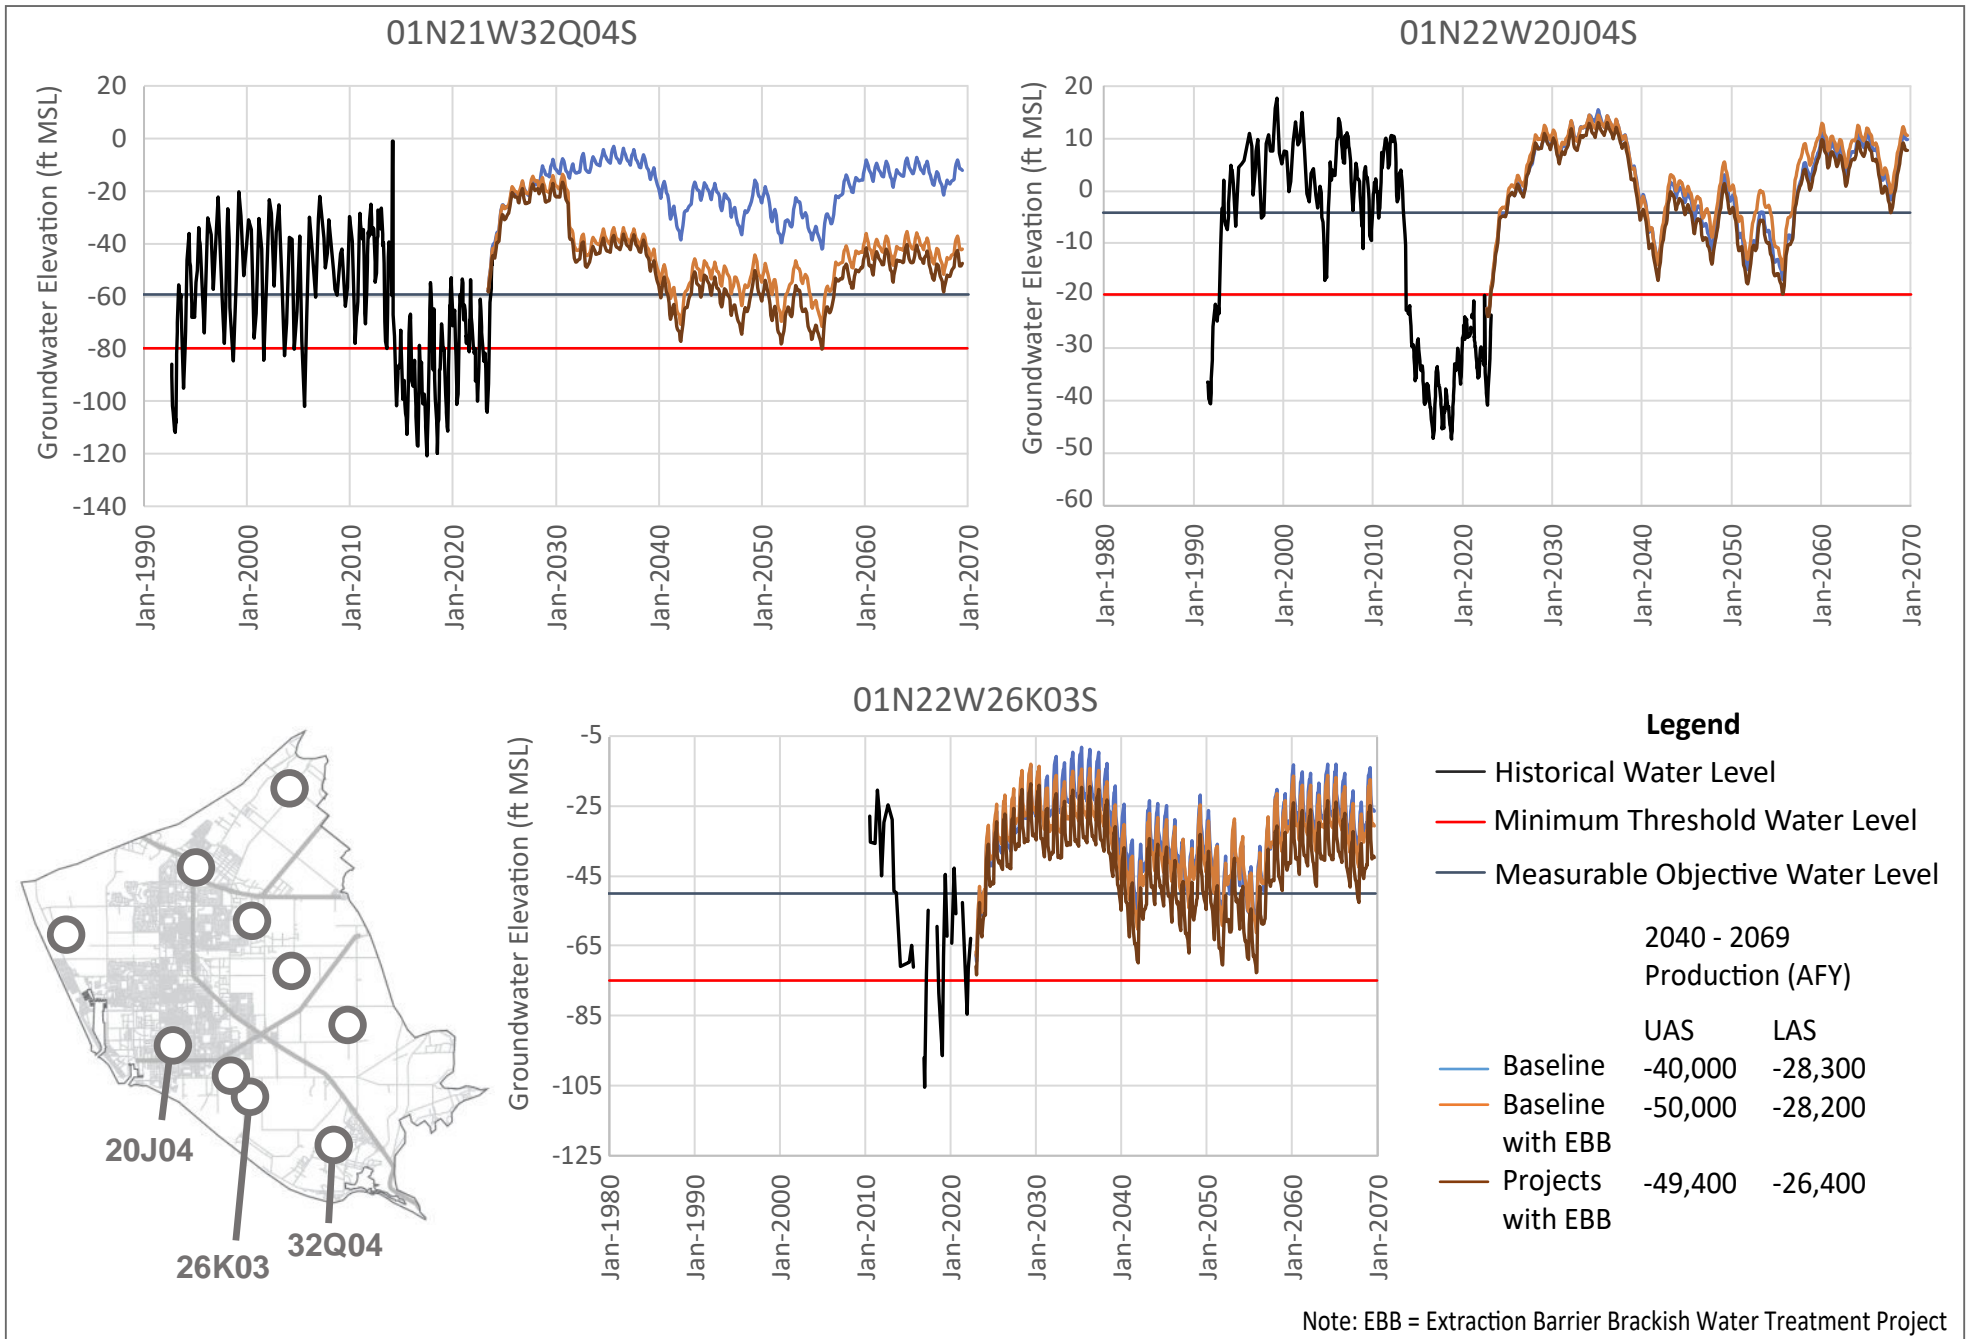 01N21W32Q04S
Groundwater Elevation (ft MSL)
20
0
-20
-40
-60
-80
-100
-120
-140
Jan-1990
Jan-2000
Jan-2010
Jan-2020
Jan-2030
Jan-2040
Jan-2050
Jan-2060
Jan-2070
01N22W20J04S
Groundwater Elevation (ft MSL)
20
10
0
-10
-20
-30
-40
-50
-60
Jan-1980
Jan-1990
Jan-2000
Jan-2010
Jan-2020
Jan-2030
Jan-2040
Jan-2050
Jan-2060
Jan-2070
20J04
26K03
32Q04
01N22W26K03S
Groundwater Elevation (ft MSL)
-5
-25
-45
-65
-85
-105
-125
Jan-1980
Jan-1990
Jan-2000
Jan-2010
Jan-2020
Jan-2030
Jan-2040
Jan-2050
Jan-2060
Jan-2070
Legend
Historical Water Level
Minimum Threshold Water Level
Measurable Objective Water Level
2040 - 2069
Production (AFY)
UAS LAS
Baseline -40,000 -28,300
Baseline -50,000 -28,200
with EBB
Projects -49,400 -26,400
with EBB
Note: EBB = Extraction Barrier Brackish Water Treatment Project